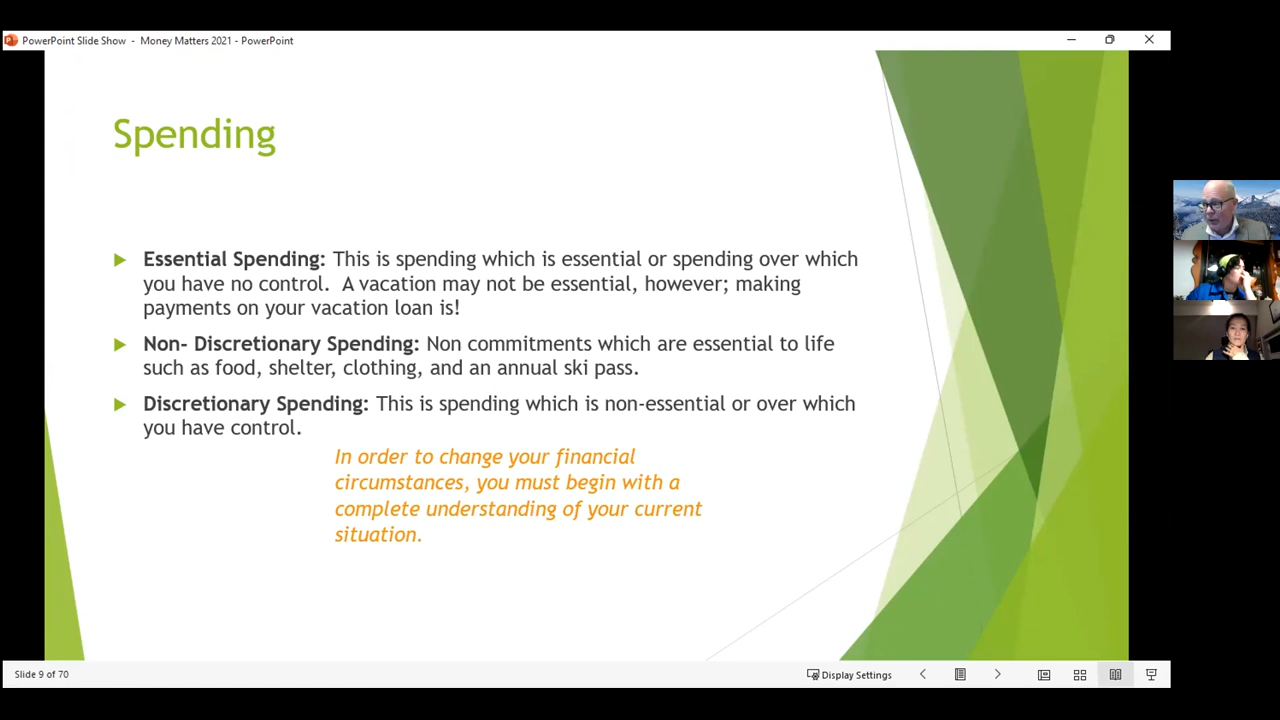 PowerPoint Slide Show - Money Matters 2021 - PowerPoint
Spending
Essential Spending: This is spending which is essential or spending over which
you have no control. A vacation may not be essential, however; making
payments on your vacation loan is!
Non- Discretionary Spending: Non commitments which are essential to life
such as food, shelter, clothing, and an annual ski pass.
Discretionary Spending: This is spending which is non-essential or over which
you have control.
In order to change your financial
circumstances, you must begin with a
complete understanding of your current
situation.
Slide 9 of 70
Display Settings